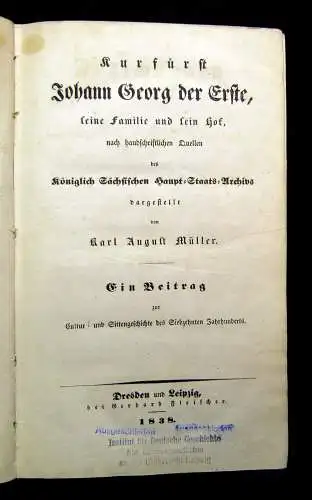 Kurfürst
Johann Georg der Erste,
seine Familie und sein Hof,
nach handschriftlichen Quellen
des
Königlich Sächsischen Haupt-Staats-Archivs
dargestellt
von
Karl August Müller.
Ein Beitrag
zur
Cultur- und Sittengeschichte des Siebzehnten Jahrhunderts.
Dresden und Leipzig,
bey Gerhard Fleischer.
1838.
Institut für Deutsche Geschichte